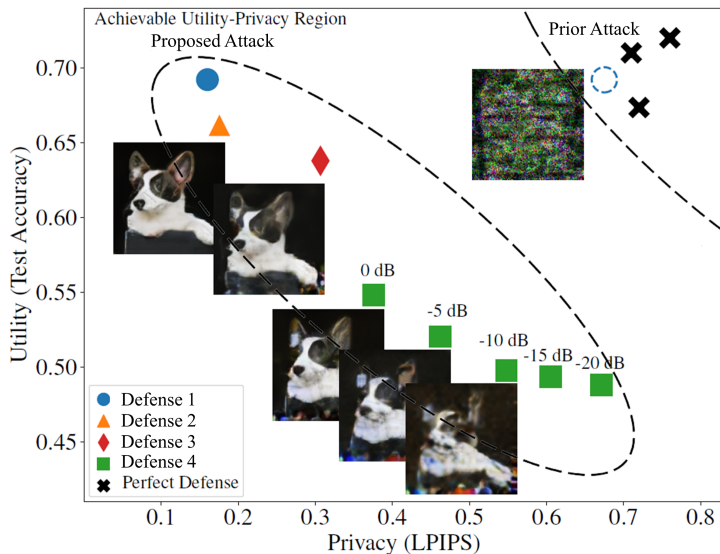 Achievable Utility-Privacy Region
Proposed Attack
Prior Attack
0.70
0.65
0.60
0.55
0.50
0.45
Utility (Test Accuracy)
0 dB
-5 dB
-10 dB
-15 dB
-20 dB
Defense 1
Defense 2
Defense 3
Defense 4
Perfect Defense
0.1 0.2 0.3 0.4 0.5 0.6 0.7 0.8
Privacy (LPIPS)